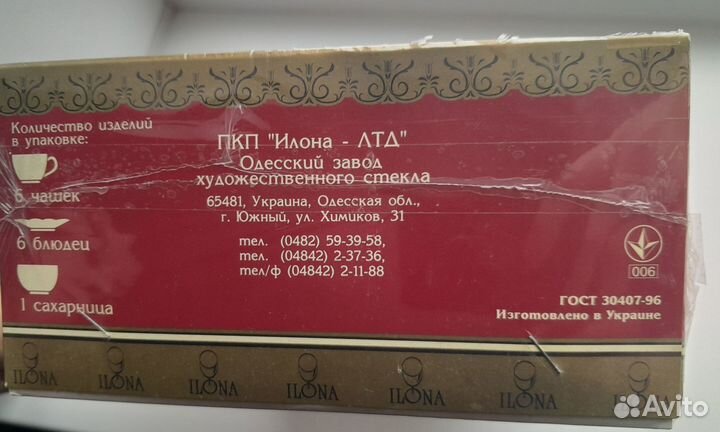 Количество изделий
в упаковке:
6 чашек
6 блюдец
1 сахарница
ПКП "Илона - ЛТД"
Одесский завод
художественного стекла
65481, Украина, Одесская обл.,
г. Южный, ул. Химиков, 31
тел. (0482) 59-39-58,
тел. (04842) 2-37-36,
тел/ф (04842) 2-11-88
006
ГОСТ 30407-96
Изготовлено в Украине
ILONA ILONA ILONA ILONA ILONA ILONA ILONA
Avito